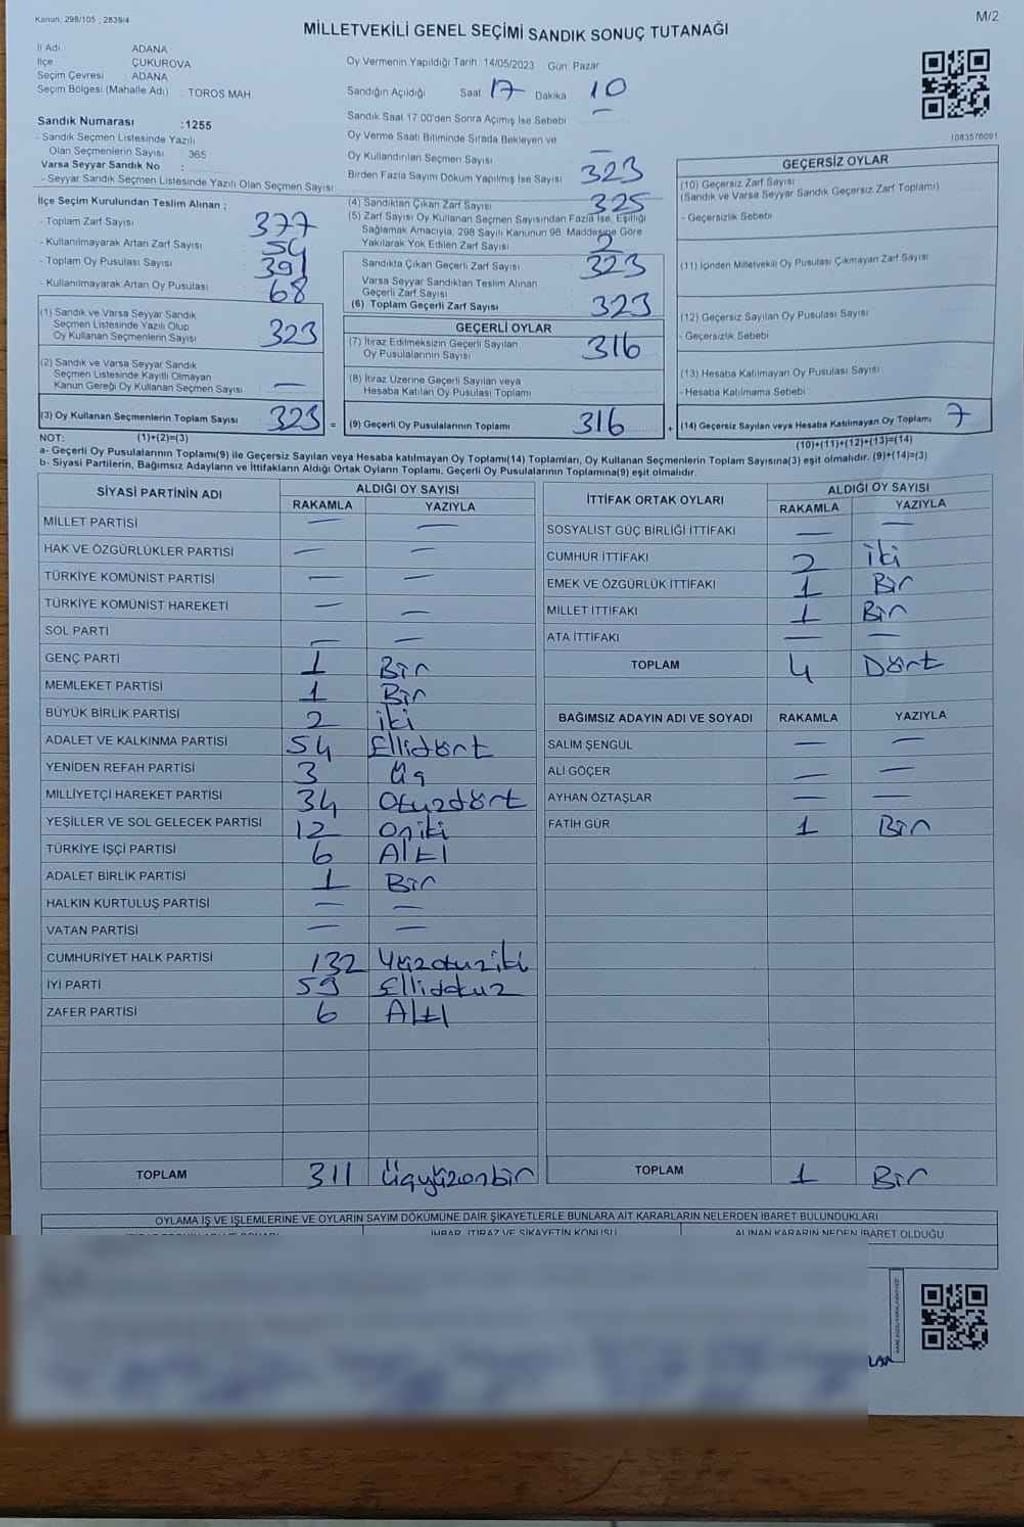 Kanun; 298/105 ; 2839/4
M/2
MİLLETVEKİLİ GENEL SEÇİMİ SANDIK SONUÇ TUTANAĞI
İl Adı : ADANA
İlçe : ÇUKUROVA
Seçim Çevresi : ADANA
Seçim Bölgesi (Mahalle Adı) : TOROS MAH.
Sandık Numarası :1255
- Sandık Seçmen Listesinde Yazılı
Olan Seçmenlerin Sayısı : 365
Varsa Seyyar Sandık No :
- Seyyar Sandık Seçmen Listesinde Yazılı Olan Seçmen Sayısı :
İlçe Seçim Kurulundan Teslim Alınan ;
- Toplam Zarf Sayısı 377
- Kullanılmayarak Artan Zarf Sayısı 54
- Toplam Oy Pusulası Sayısı 391
- Kullanılmayarak Artan Oy Pusulası 68
(1) Sandık ve Varsa Seyyar Sandık
Seçmen Listesinde Yazılı Olup
Oy Kullanan Seçmenlerin Sayısı 323
(2) Sandık ve Varsa Seyyar Sandık
Seçmen Listesinde Kayıtlı Olmayan
Kanun Gereği Oy Kullanan Seçmen Sayısı —
(3) Oy Kullanan Seçmenlerin Toplam Sayısı 323 =
Oy Vermenin Yapıldığı Tarih: 14/05/2023 Gün: Pazar
Sandığın Açıldığı Saat 17 Dakika 10
Sandık Saat 17.00'den Sonra Açımış İse Sebebi : —
Oy Verme Saati Bitiminde Sırada Bekleyen ve
Oy Kullandırılan Seçmen Sayısı —
Birden Fazla Sayım Döküm Yapılmış İse Sayısı 323
(4) Sandıktan Çıkan Zarf Sayısı 325
(5) Zarf Sayısı Oy Kullanan Seçmen Sayısından Fazla İse, Eşitliği
Sağlamak Amacıyla, 298 Sayılı Kanunun 98. Maddesine Göre
Yakılarak Yok Edilen Zarf Sayısı 2
Sandıkta Çıkan Geçerli Zarf Sayısı 323
Varsa Seyyar Sandıktan Teslim Alınan
Geçerli Zarf Sayısı
(6) Toplam Geçerli Zarf Sayısı 323
GEÇERLİ OYLAR
(7) İtiraz Edilmeksizin Geçerli Sayılan
Oy Pusulalarının Sayısı 316
(8) İtiraz Üzerine Geçerli Sayılan veya
Hesaba Katılan Oy Pusulası Toplamı
(9) Geçerli Oy Pusulalarının Toplamı 316 +
1083576091
GEÇERSİZ OYLAR
(10) Geçersiz Zarf Sayısı
(Sandık ve Varsa Seyyar Sandık Geçersiz Zarf Toplamı)
- Geçersizlik Sebebi
(11) İçinden Milletvekili Oy Pusulası Çıkmayan Zarf Sayısı
(12) Geçersiz Sayılan Oy Pusulası Sayısı
- Geçersizlik Sebebi
(13) Hesaba Katılmayan Oy Pusulası Sayısı
- Hesaba Katılmama Sebebi
(14) Geçersiz Sayılan veya Hesaba Katılmayan Oy Toplamı 7
NOT: (1)+(2)=(3) (10)+(11)+(12)+(13)=(14)
a- Geçerli Oy Pusulalarının Toplamı(9) ile Geçersiz Sayılan veya Hesaba katılmayan Oy Toplamı(14) Toplamları, Oy Kullanan Seçmenlerin Toplam Sayısına(3) eşit olmalıdır. (9)+(14)=(3)
b- Siyasi Partilerin, Bağımsız Adayların ve İttifakların Aldığı Ortak Oyların Toplamı, Geçerli Oy Pusulalarının Toplamına(9) eşit olmalıdır.
SİYASİ PARTİNİN ADI ALDIĞI OY SAYISI
RAKAMLA YAZIYLA
MİLLET PARTİSİ — —
HAK VE ÖZGÜRLÜKLER PARTİSİ — —
TÜRKİYE KOMÜNİST PARTİSİ — —
TÜRKİYE KOMÜNİST HAREKETİ — —
SOL PARTİ — —
GENÇ PARTİ 1 Bir
MEMLEKET PARTİSİ 1 Bir
BÜYÜK BİRLİK PARTİSİ 2 iki
ADALET VE KALKINMA PARTİSİ 54 Ellidört
YENİDEN REFAH PARTİSİ 3 Üç
MİLLİYETÇİ HAREKET PARTİSİ 34 Otuzdört
YEŞİLLER VE SOL GELECEK PARTİSİ 12 Oniki
TÜRKİYE İŞÇİ PARTİSİ 6 Altı
ADALET BİRLİK PARTİSİ 1 Bir
HALKIN KURTULUŞ PARTİSİ — —
VATAN PARTİSİ — —
CUMHURİYET HALK PARTİSİ 132 Yüzotuziki
İYİ PARTİ 59 Ellidokuz
ZAFER PARTİSİ 6 Altı
TOPLAM 311 Üçyüzonbir
İTTİFAK ORTAK OYLARI ALDIĞI OY SAYISI
RAKAMLA YAZIYLA
SOSYALİST GÜÇ BİRLİĞİ İTTİFAKI — —
CUMHUR İTTİFAKI 2 iki
EMEK VE ÖZGÜRLÜK İTTİFAKI 1 Bir
MİLLET İTTİFAKI 1 Bir
ATA İTTİFAKI — —
TOPLAM 4 Dört
BAĞIMSIZ ADAYIN ADI VE SOYADI RAKAMLA YAZIYLA
SALİM ŞENGÜL — —
ALİ GÖÇER — —
AYHAN ÖZTAŞLAR — —
FATİH GÜR 1 Bir
TOPLAM 1 Bir
OYLAMA İŞ VE İŞLEMLERİNE VE OYLARIN SAYIM DÖKÜMÜNE DAİR ŞİKAYETLERLE BUNLARA AİT KARARLARIN NELERDEN İBARET BULUNDUKLARI
İHBAR, İTİRAZ VE ŞİKAYETİN KONUSU ALINAN KARARIN NEDEN İBARET OLDUĞU